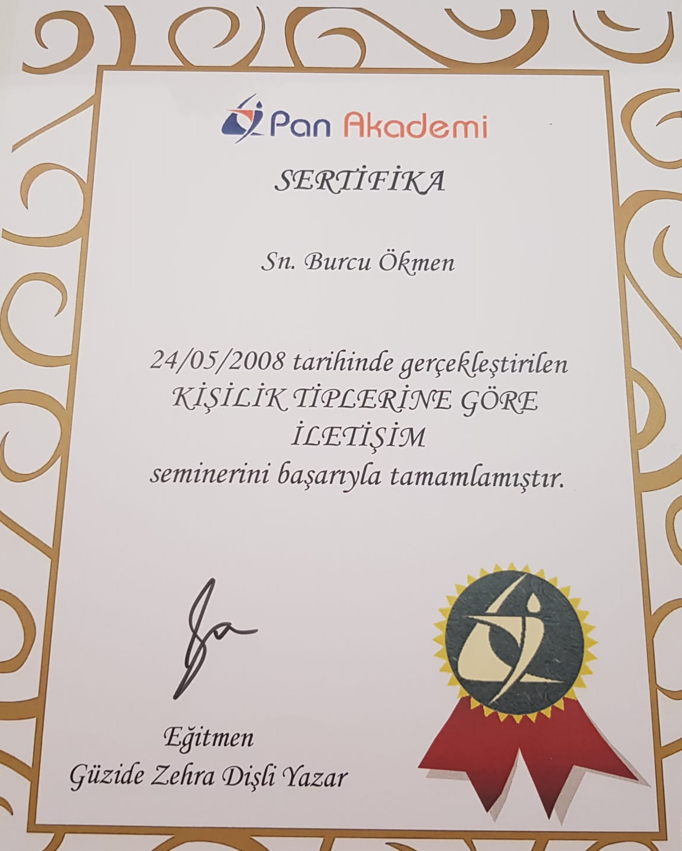 Pan Akademi
SERTİFİKA
Sn. Burcu Ökmen
24/05/2008 tarihinde gerçekleştirilen
KİŞİLİK TİPLERİNE GÖRE
İLETİŞİM
seminerini başarıyla tamamlamıştır.
Eğitmen
Güzide Zehra Dişli Yazar